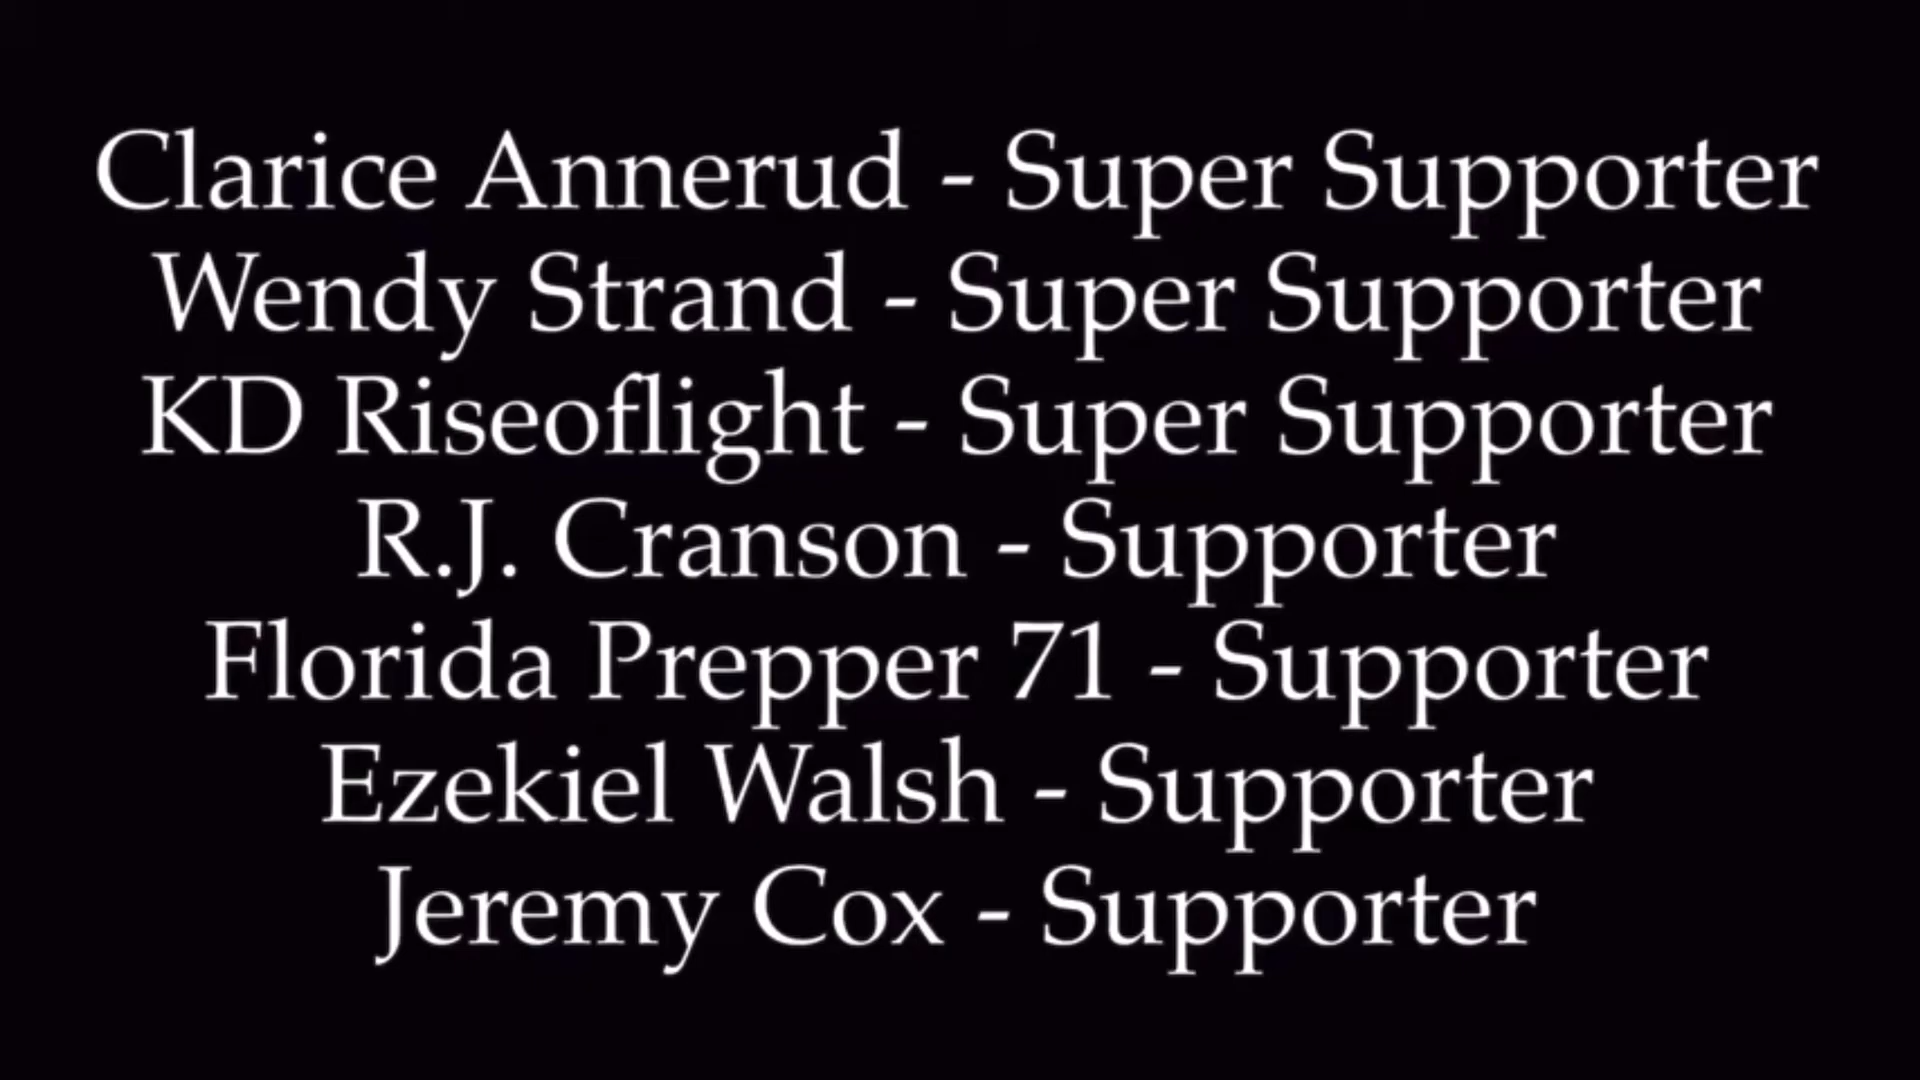 Clarice Annerud - Super Supporter
Wendy Strand - Super Supporter
KD Riseoflight - Super Supporter
R.J. Cranson - Supporter
Florida Prepper 71 - Supporter
Ezekiel Walsh - Supporter
Jeremy Cox - Supporter